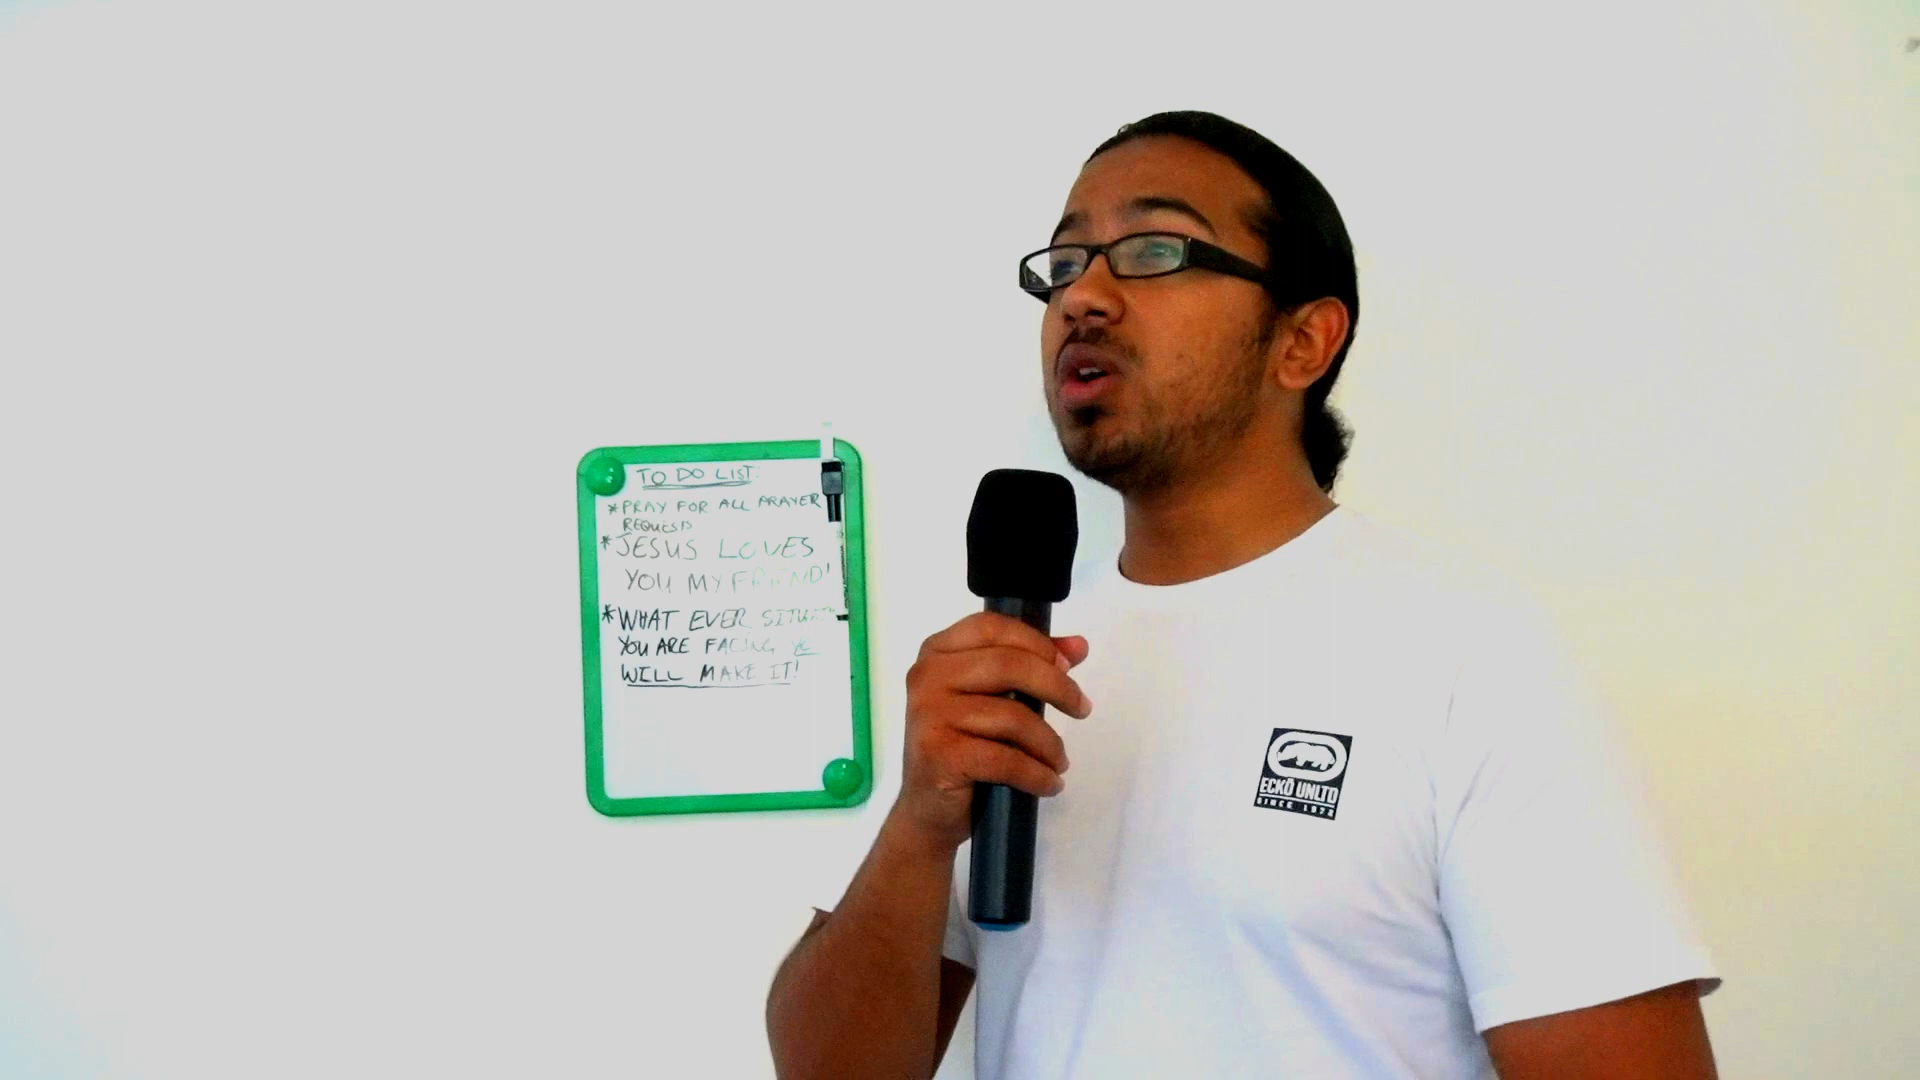 TO DO LIST:
*PRAY FOR ALL PRAYER
REQUESTS
*JESUS LOVES
YOU MY FRIEND!
*WHAT EVER
YOU ARE FACING
WILL MAKE IT!
ECKŌ UNLTD
SINCE 1972